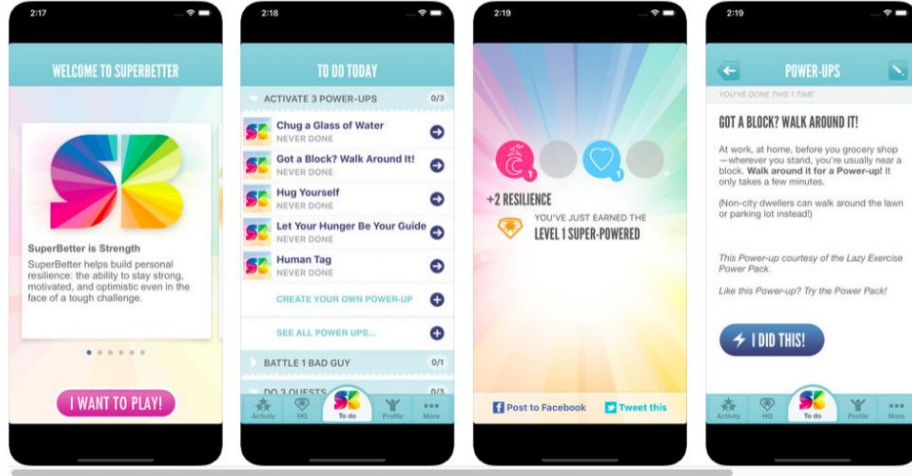 2:17
WELCOME TO SUPERBETTER
SB
SuperBetter is Strength
SuperBetter helps build personal
resilience: the ability to stay strong,
motivated, and optimistic even in the
face of a tough challenge.
I WANT TO PLAY!
2:18
TO DO TODAY
ACTIVATE 3 POWER-UPS 0/3
Chug a Glass of Water
NEVER DONE
Got a Block? Walk Around It!
NEVER DONE
Hug Yourself
NEVER DONE
Let Your Hunger Be Your Guide
NEVER DONE
Human Tag
NEVER DONE
CREATE YOUR OWN POWER-UP
SEE ALL POWER UPS...
BATTLE 1 BAD GUY 0/1
DO 3 QUESTS 0/3
Activity HQ To do Profile More
2:19
1 1
+2 RESILIENCE
YOU'VE JUST EARNED THE
LEVEL 1 SUPER-POWERED
Post to Facebook Tweet this
2:19
POWER-UPS
YOU'VE DONE THIS 1 TIME
GOT A BLOCK? WALK AROUND IT!
At work, at home, before you grocery shop
—wherever you stand, you're usually near a
block. Walk around it for a Power-up! It
only takes a few minutes.
(Non-city dwellers can walk around the lawn
or parking lot instead!)
This Power-up courtesy of the Lazy Exercise
Power Pack.
Like this Power-up? Try the Power Pack!
I DID THIS!
Activity HQ To do Profile More